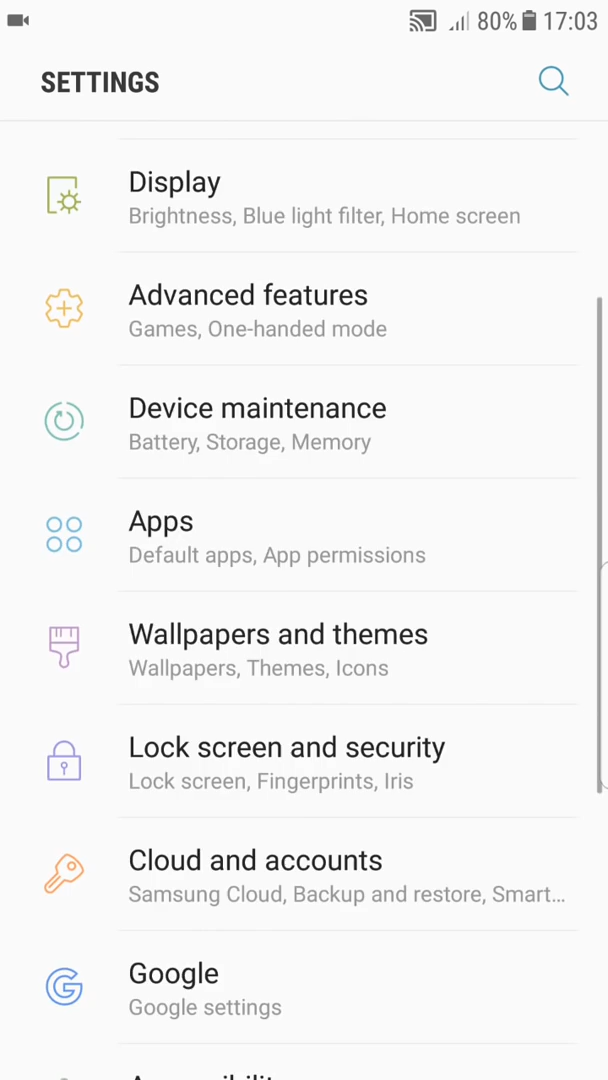 80% 17:03
SETTINGS
Display
Brightness, Blue light filter, Home screen
Advanced features
Games, One-handed mode
Device maintenance
Battery, Storage, Memory
Apps
Default apps, App permissions
Wallpapers and themes
Wallpapers, Themes, Icons
Lock screen and security
Lock screen, Fingerprints, Iris
Cloud and accounts
Samsung Cloud, Backup and restore, Smart...
Google
Google settings